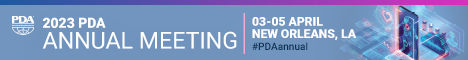 PDA
2023 PDA
ANNUAL MEETING
03-05 APRIL
NEW ORLEANS, LA
#PDAannual